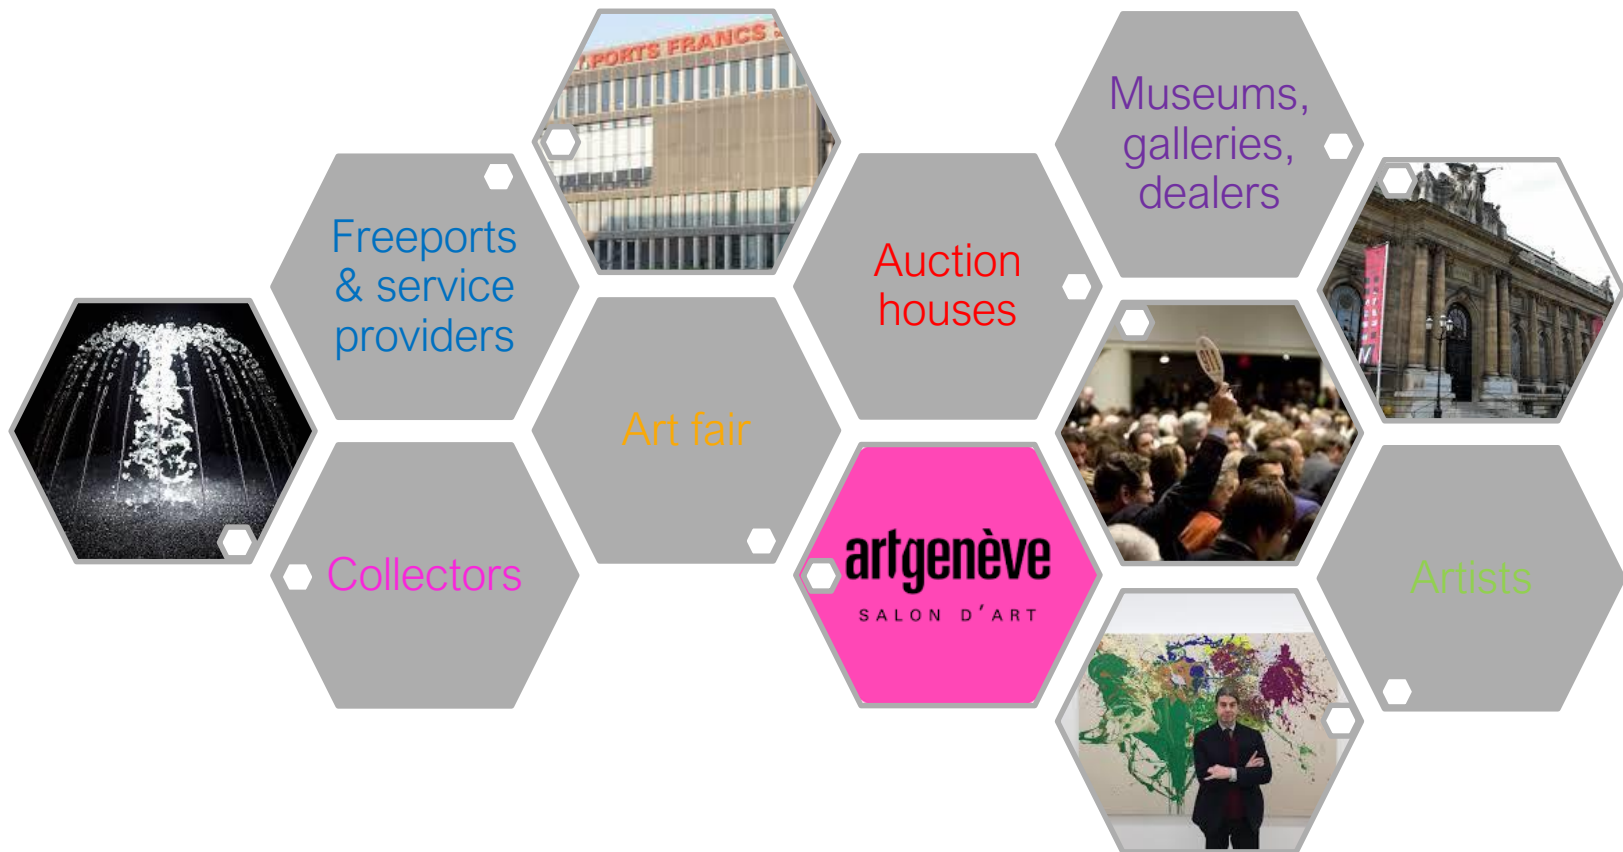 PORTS FRANCS
Museums,
galleries,
dealers
Freeports
& service
providers
Auction
houses
Art fair
artgenève
SALON D'ART
Collectors
Artists